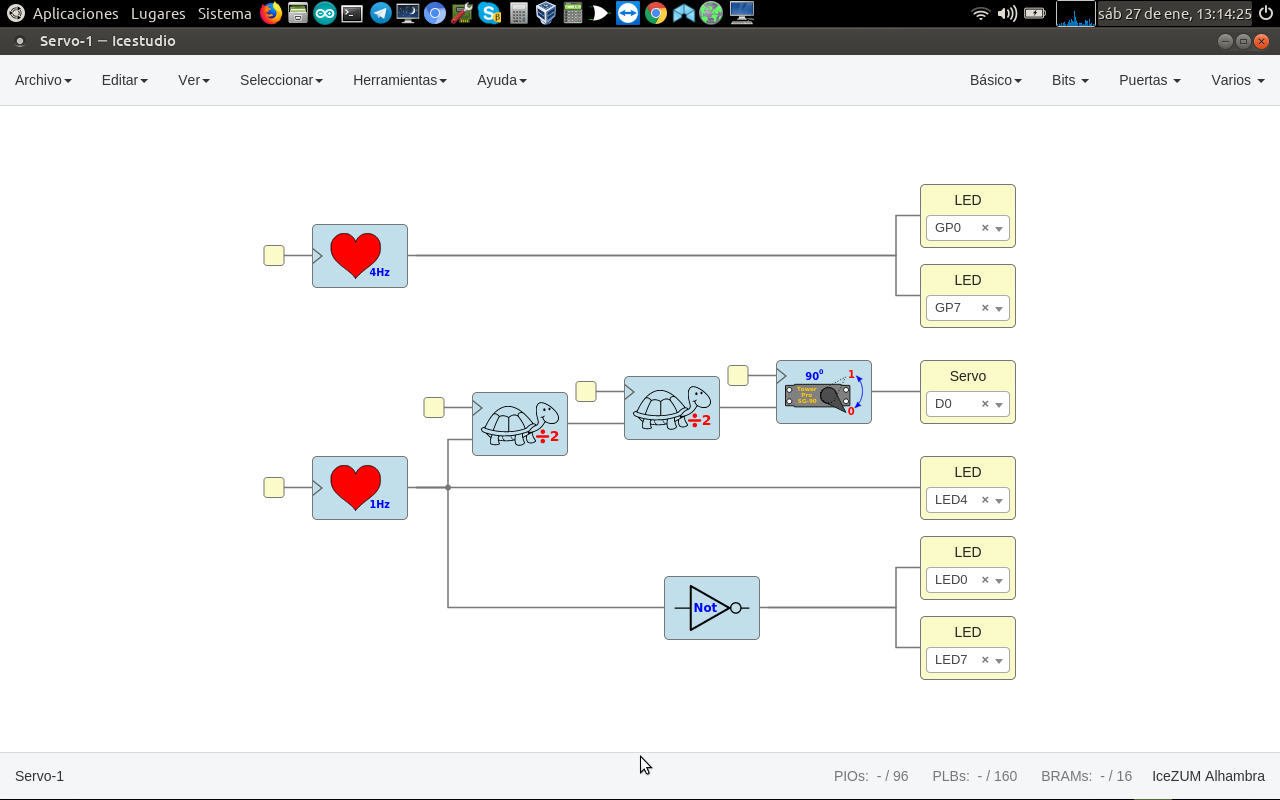 Aplicaciones Lugares Sistema
sáb 27 de ene, 13:14:25
Servo-1 — Icestudio
Archivo Editar Ver Seleccionar Herramientas Ayuda Básico Bits Puertas Varios
LED
GP0 ×
4Hz
LED
GP7 ×
90º 1
Tower
Pro
SG-90
0
Servo
D0 ×
÷2
÷2
1Hz
LED
LED4 ×
LED
LED0 ×
Not
LED
LED7 ×
Servo-1 PIOs: - / 96 PLBs: - / 160 BRAMs: - / 16 IceZUM Alhambra